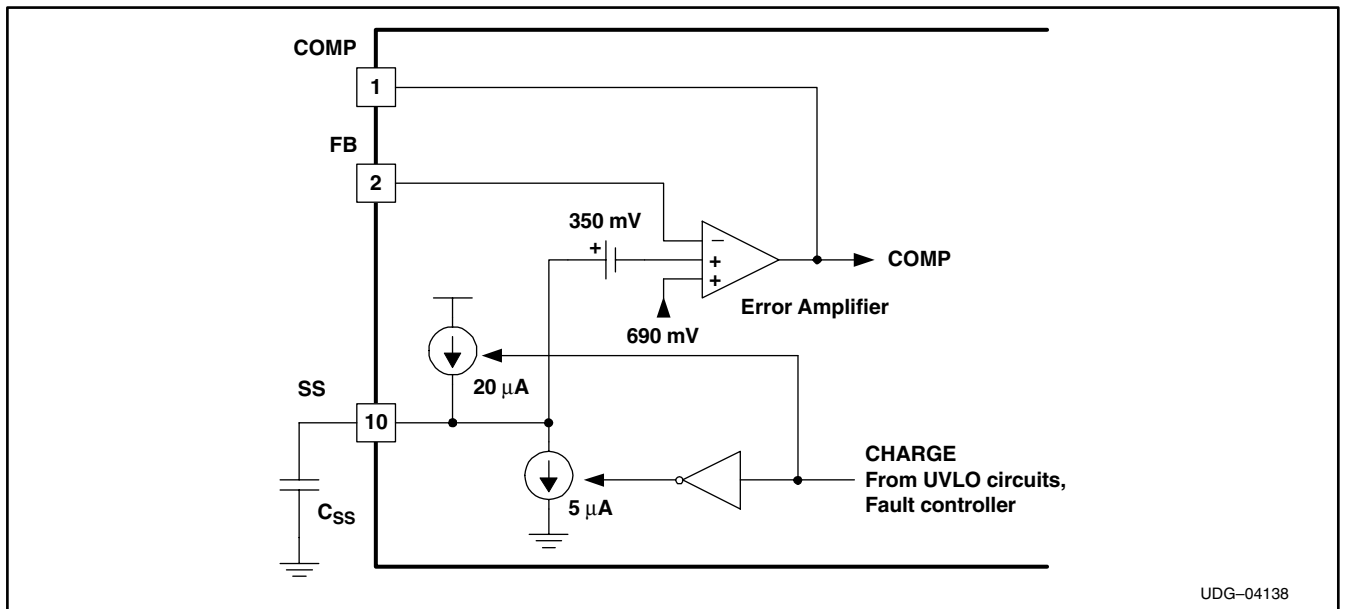 COMP
1
FB
2
350 mV
+
–
+
+
COMP
Error Amplifier
690 mV
20 μA
SS
10
CHARGE
From UVLO circuits,
Fault controller
5 μA
CSS
UDG–04138